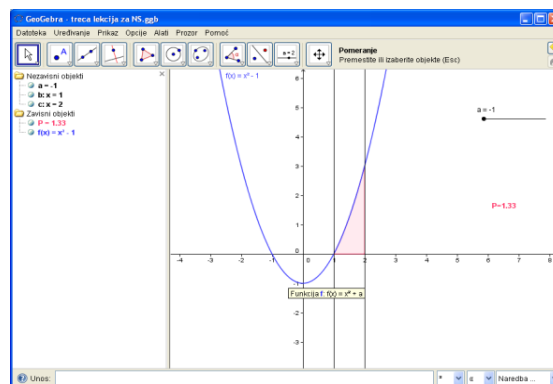 GeoGebra - treca lekcija za NS.ggb
Datoteka Uređivanje Prikaz Opcije Alati Prozor Pomoć
A
a = 2
Pomeranje
Premestite ili izaberite objekte (Esc)
Nezavisni objekti
a = -1
b: x = 1
c: x = 2
Zavisni objekti
P = 1.33
f(x) = x² - 1
f(x) = x² - 1
6
5
4
3
2
1
0
-4 -3 -2 -1 0 1 2 3 4 5 6 7 8
-1
-2
-3
a = -1
P=1.33
Funkcija f: f(x) = x² + a
Unos:
Naredba ...